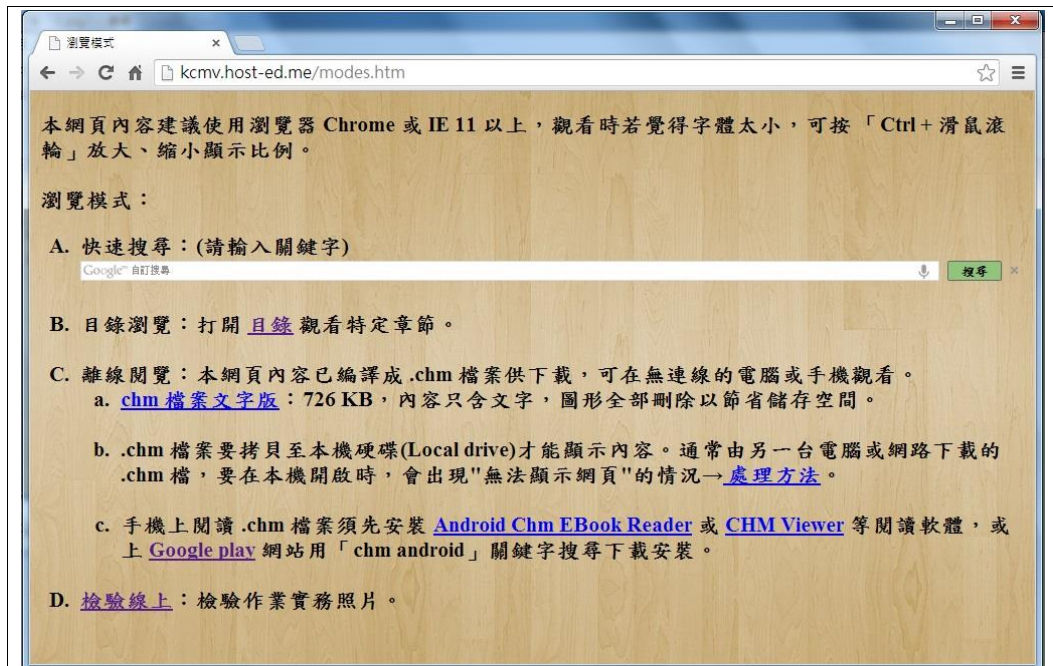 瀏覽模式
kcmv.host-ed.me/modes.htm
本網頁內容建議使用瀏覽器 Chrome 或 IE 11 以上，觀看時若覺得字體太小，可按「Ctrl + 滑鼠滾
輪」放大、縮小顯示比例。
瀏覽模式：
A. 快速搜尋：(請輸入關鍵字)
Google™ 自訂搜尋 搜尋 ×
B. 目錄瀏覽：打開 目錄 觀看特定章節。
C. 離線閱覽：本網頁內容已編譯成 .chm 檔案供下載，可在無連線的電腦或手機觀看。
a. chm 檔案文字版：726 KB，內容只含文字，圖形全部刪除以節省儲存空間。
b. .chm 檔案要拷貝至本機硬碟(Local drive)才能顯示內容。通常由另一台電腦或網路下載的
.chm 檔，要在本機開啟時，會出現"無法顯示網頁"的情況→ 處理方法。
c. 手機上閱讀 .chm 檔案須先安裝 Android Chm EBook Reader 或 CHM Viewer 等閱讀軟體，或
上 Google play 網站用「chm android」關鍵字搜尋下載安裝。
D. 檢驗線上：檢驗作業實務照片。